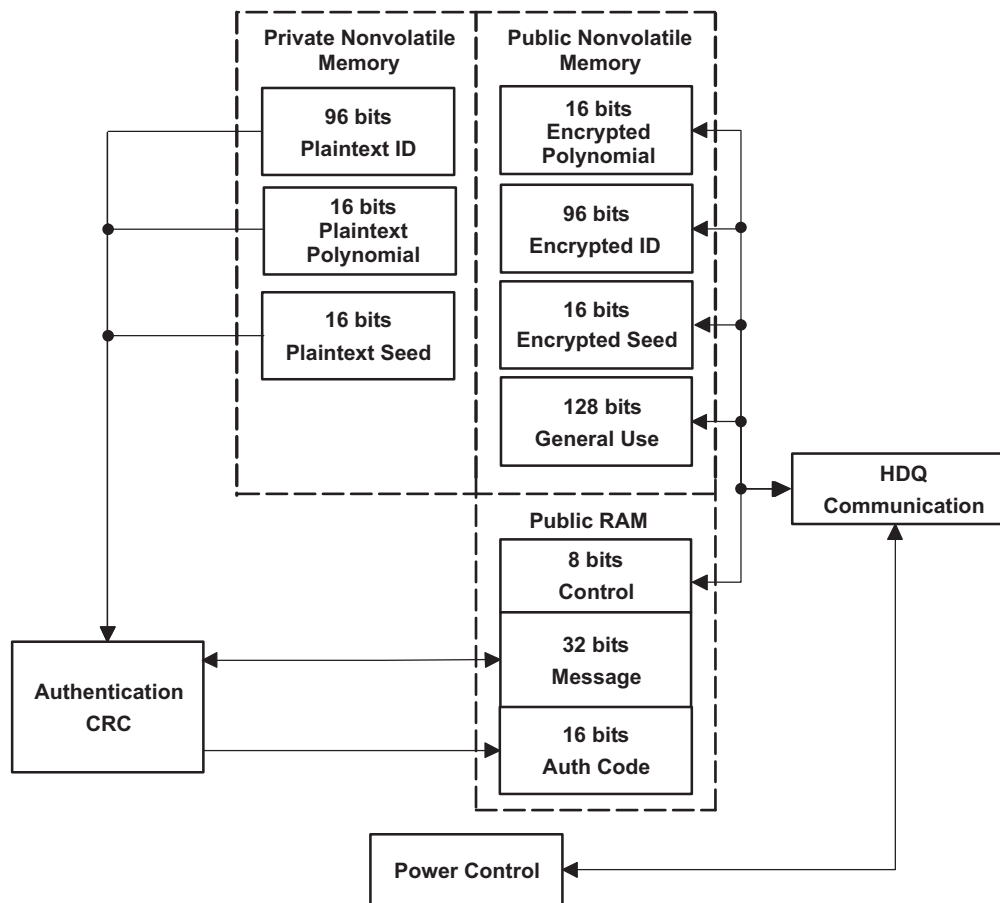 Private Nonvolatile
Memory
96 bits
Plaintext ID
16 bits
Plaintext
Polynomial
16 bits
Plaintext Seed
Public Nonvolatile
Memory
16 bits
Encrypted
Polynomial
96 bits
Encrypted ID
16 bits
Encrypted Seed
128 bits
General Use
HDQ
Communication
Public RAM
8 bits
Control
32 bits
Message
16 bits
Auth Code
Authentication
CRC
Power Control